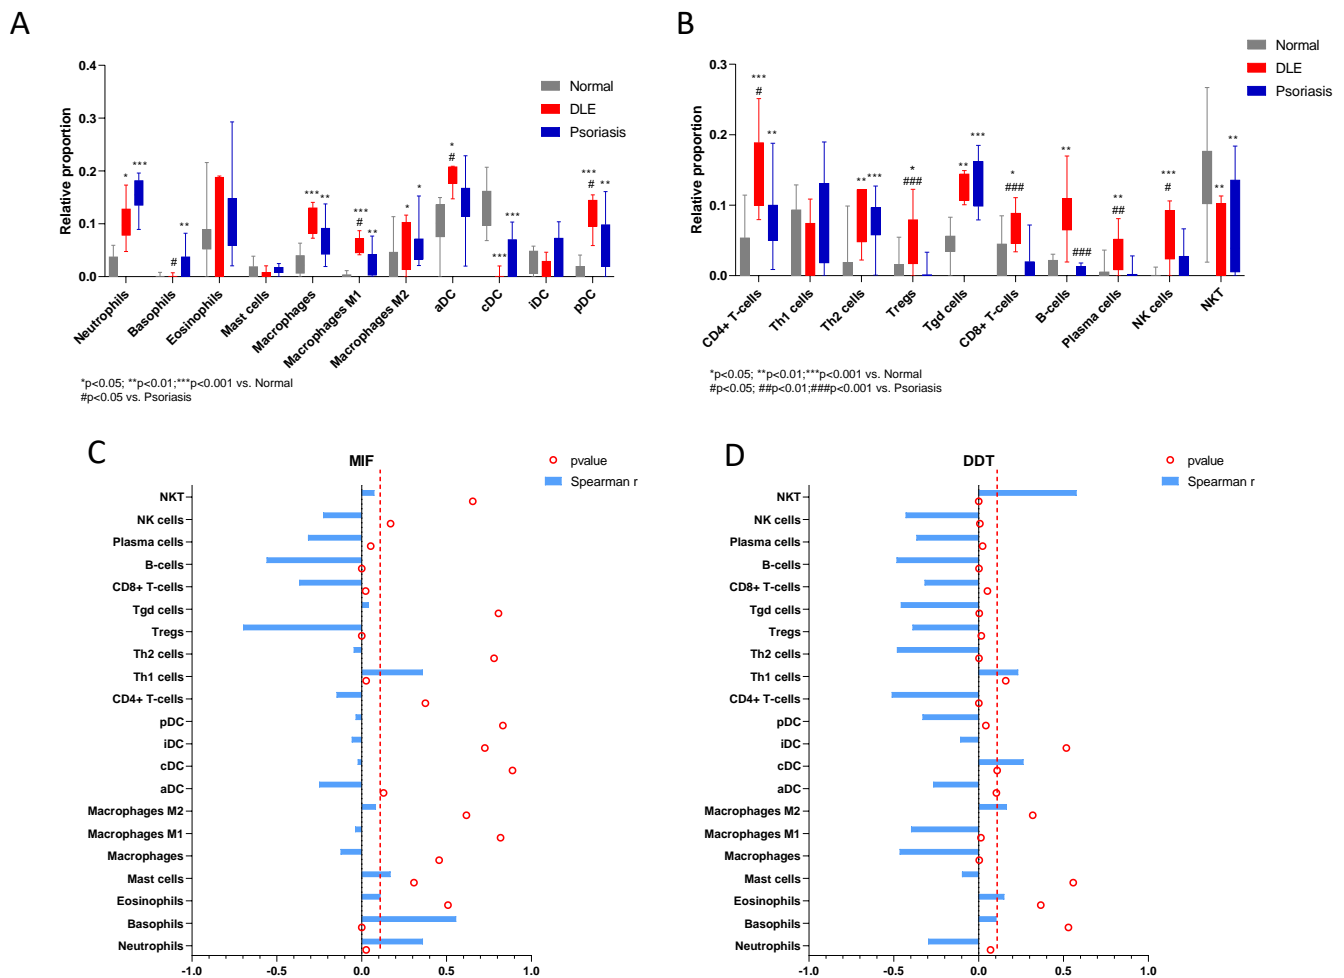 A
Relative proportion
0.4
0.3
0.2
0.1
0.0
Normal
DLE
Psoriasis
* *** ** # *** ** *** # ** * * * # *** *** *** # **
Neutrophils
Basophils
Eosinophils
Mast cells
Macrophages
Macrophages M1
Macrophages M2
aDC
cDC
iDC
pDC
*p<0.05; **p<0.01;***p<0.001 vs. Normal
#p<0.05 vs. Psoriasis
B
Relative proportion
0.3
0.2
0.1
0.0
Normal
DLE
Psoriasis
*** # ** ** *** * ### ** *** * ### ** ### ** ## *** # ** **
CD4+ T-cells
Th1 cells
Th2 cells
Tregs
Tgd cells
CD8+ T-cells
B-cells
Plasma cells
NK cells
NKT
*p<0.05; **p<0.01;***p<0.001 vs. Normal
#p<0.05; ##p<0.01;###p<0.001 vs. Psoriasis
C
MIF
pvalue
Spearman r
NKT
NK cells
Plasma cells
B-cells
CD8+ T-cells
Tgd cells
Tregs
Th2 cells
Th1 cells
CD4+ T-cells
pDC
iDC
cDC
aDC
Macrophages M2
Macrophages M1
Macrophages
Mast cells
Eosinophils
Basophils
Neutrophils
-1.0 -0.5 0.0 0.5 1.0
D
DDT
pvalue
Spearman r
NKT
NK cells
Plasma cells
B-cells
CD8+ T-cells
Tgd cells
Tregs
Th2 cells
Th1 cells
CD4+ T-cells
pDC
iDC
cDC
aDC
Macrophages M2
Macrophages M1
Macrophages
Mast cells
Eosinophils
Basophils
Neutrophils
-1.0 -0.5 0.0 0.5 1.0